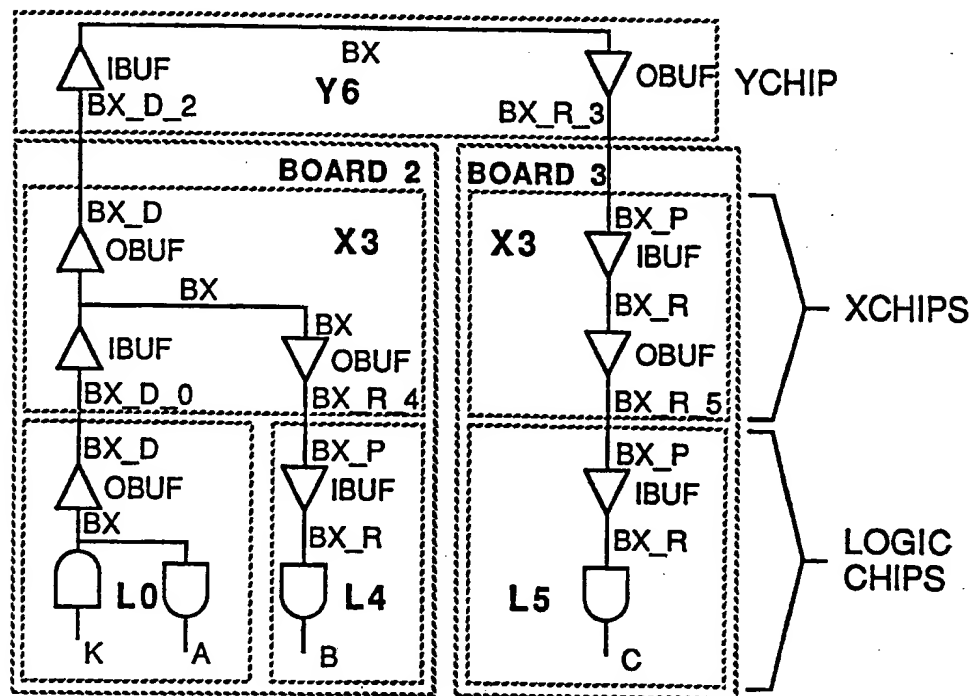 BX
IBUF
OBUF
YCHIP
Y6
BX_D_2
BX_R_3
BOARD 2
BOARD 3
BX_D
X3
X3
BX_P
OBUF
IBUF
BX
BX
BX_R
XCHIPS
IBUF
OBUF
OBUF
BX_D_0
BX_R_4
BX_R_5
BX_D
BX_P
BX_P
OBUF
IBUF
IBUF
BX
BX_R
BX_R
LOGIC
CHIPS
L0
L4
L5
K
A
B
C